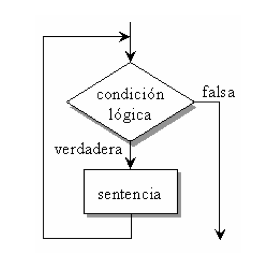 condición
lógica
falsa
verdadera
sentencia